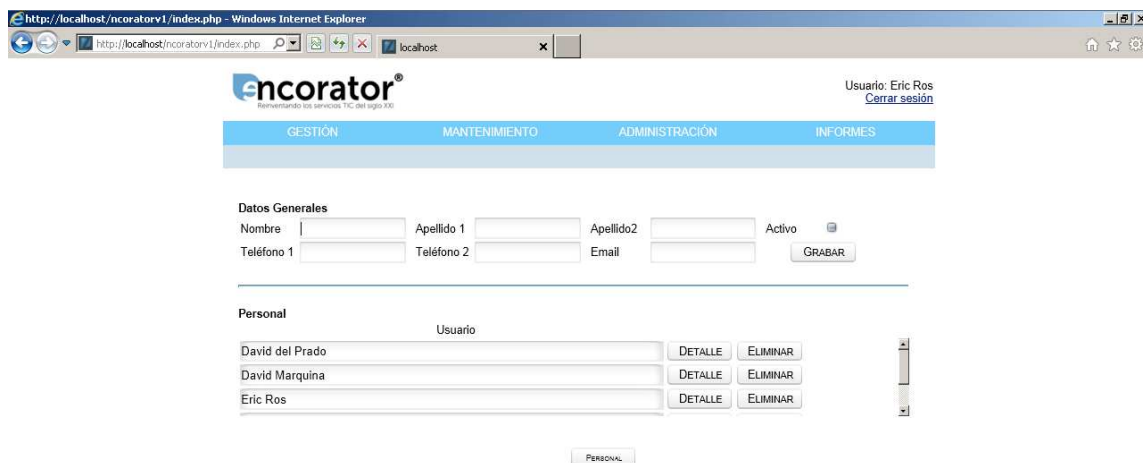 http://localhost/ncoratorv1/index.php - Windows Internet Explorer
http://localhost/ncoratorv1/index.php localhost
encorator®
Reinventando los servicios TIC del siglo XXI
Usuario: Eric Ros
Cerrar sesión
GESTIÓN MANTENIMIENTO ADMINISTRACIÓN INFORMES
Datos Generales
Nombre Apellido 1 Apellido2 Activo
Teléfono 1 Teléfono 2 Email GRABAR
Personal
Usuario
David del Prado DETALLE ELIMINAR
David Marquina DETALLE ELIMINAR
Eric Ros DETALLE ELIMINAR
PERSONAL